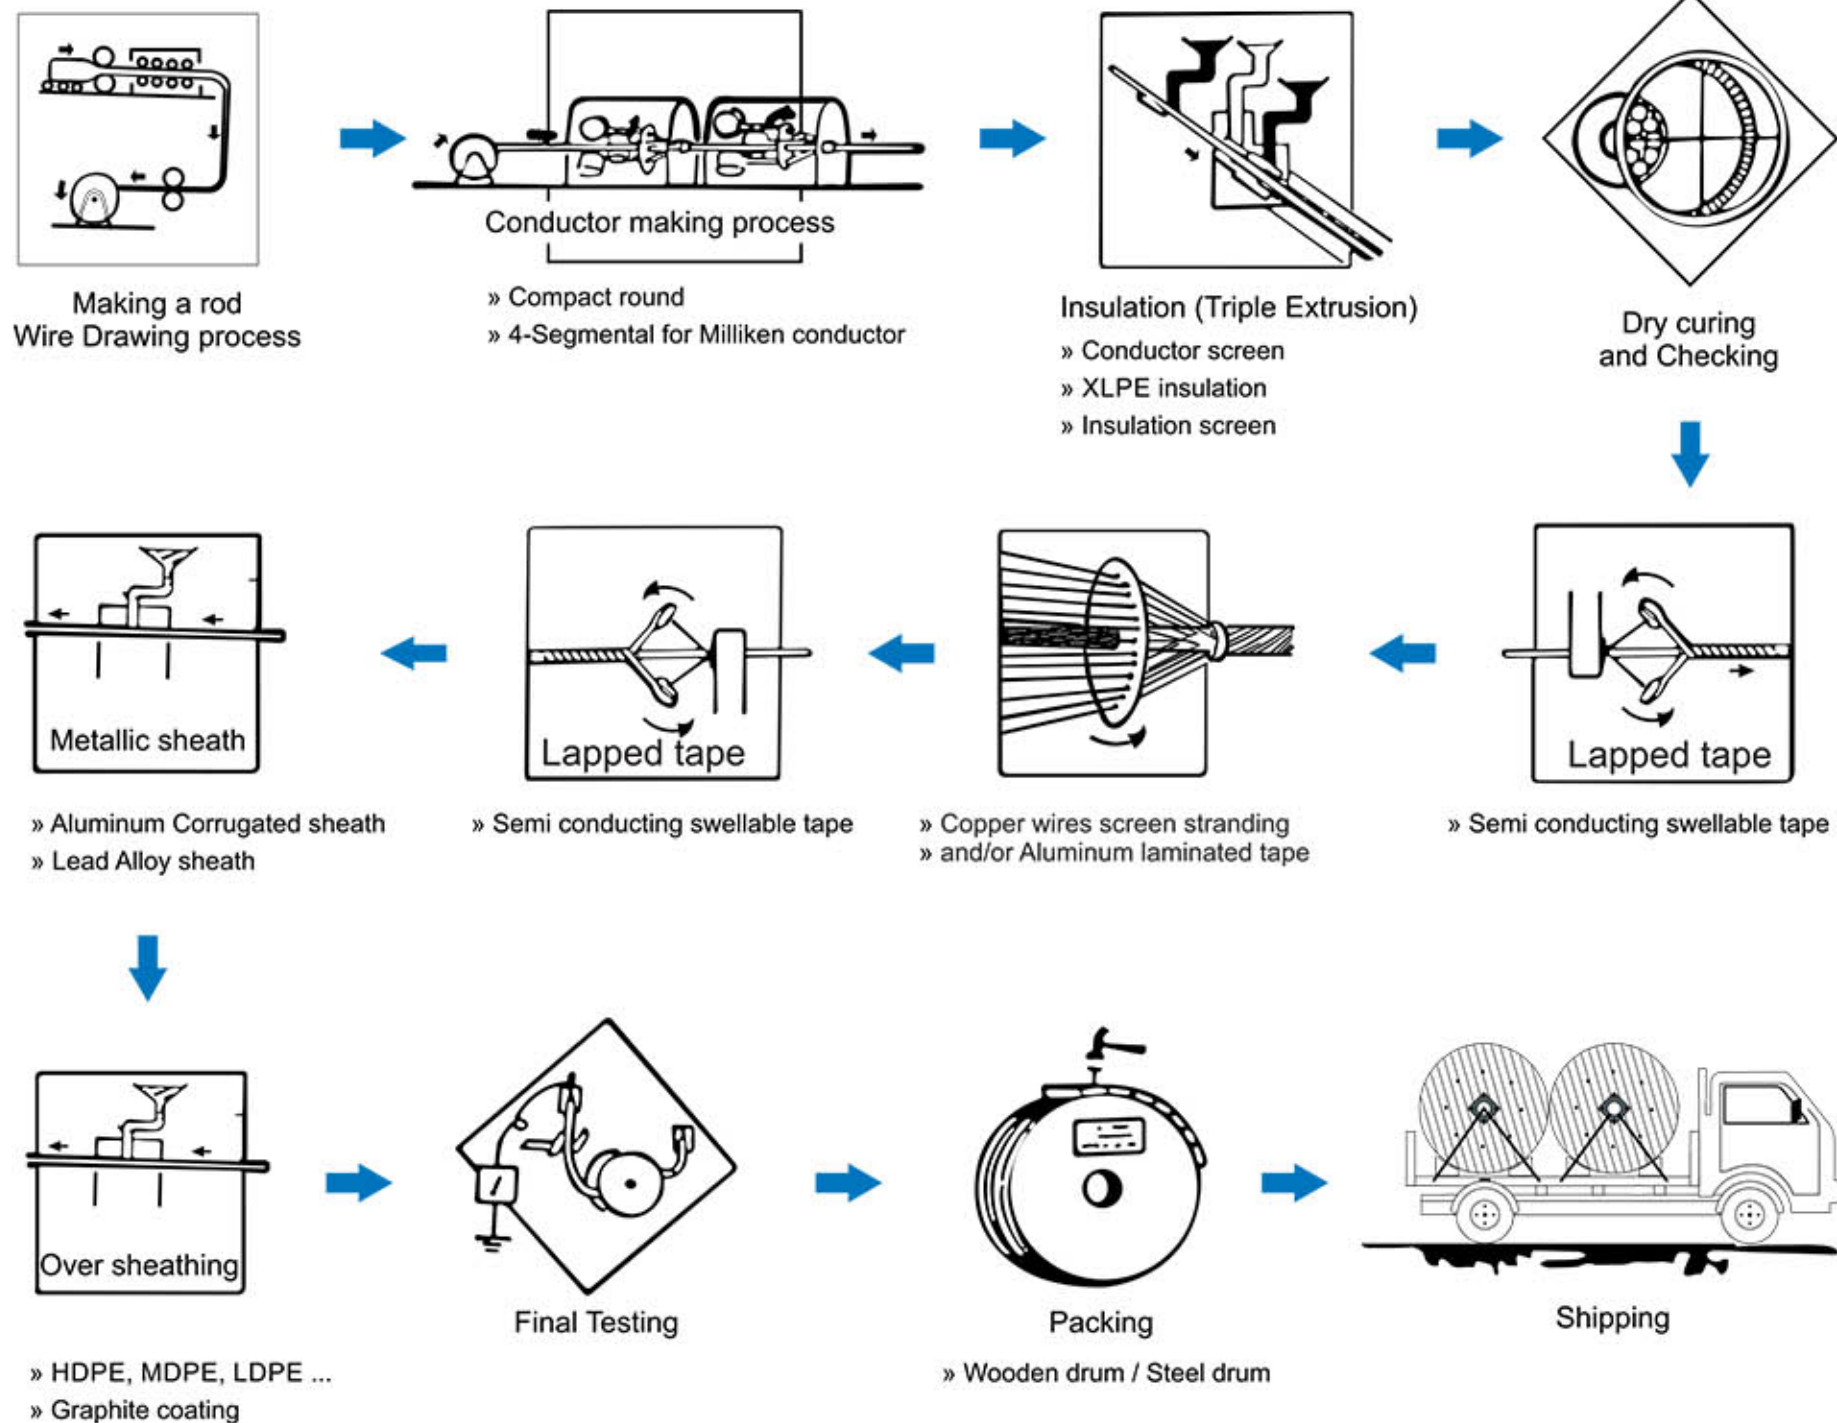 Making a rod
Wire Drawing process
Conductor making process
» Compact round
» 4-Segmental for Milliken conductor
Insulation (Triple Extrusion)
» Conductor screen
» XLPE insulation
» Insulation screen
Dry curing
and Checking
Lapped tape
» Semi conducting swellable tape
» Copper wires screen stranding
» and/or Aluminum laminated tape
Lapped tape
» Semi conducting swellable tape
Metallic sheath
» Aluminum Corrugated sheath
» Lead Alloy sheath
Over sheathing
» HDPE, MDPE, LDPE ...
» Graphite coating
Final Testing
Packing
» Wooden drum / Steel drum
Shipping